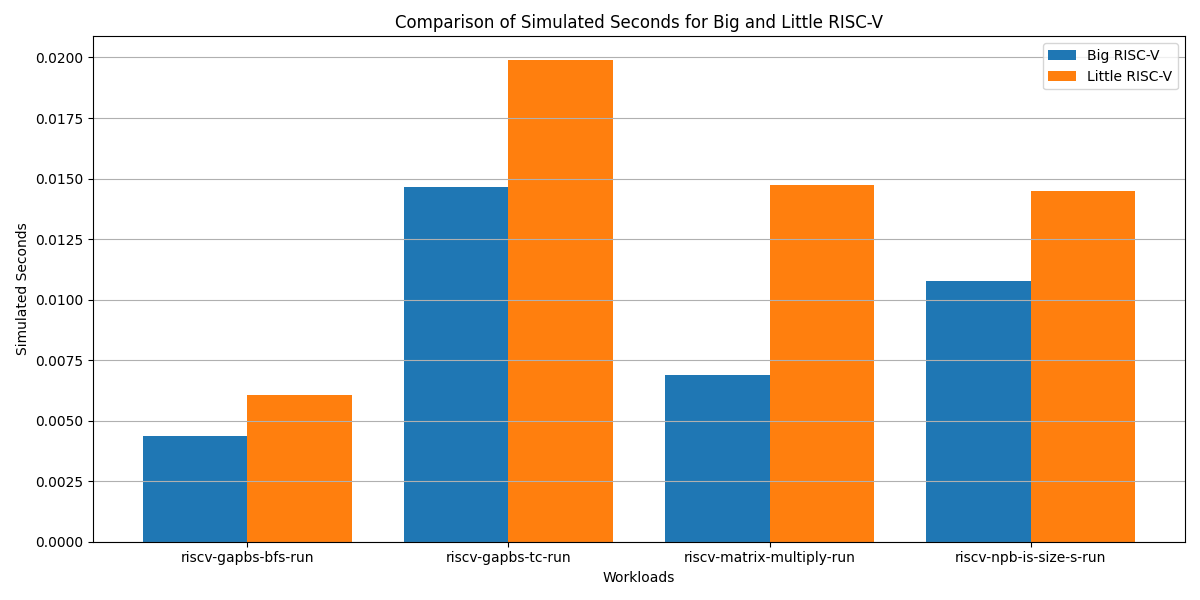 Comparison of Simulated Seconds for Big and Little RISC-V
Big RISC-V
Little RISC-V
Simulated Seconds
0.0200
0.0175
0.0150
0.0125
0.0100
0.0075
0.0050
0.0025
0.0000
riscv-gapbs-bfs-run
riscv-gapbs-tc-run
riscv-matrix-multiply-run
riscv-npb-is-size-s-run
Workloads